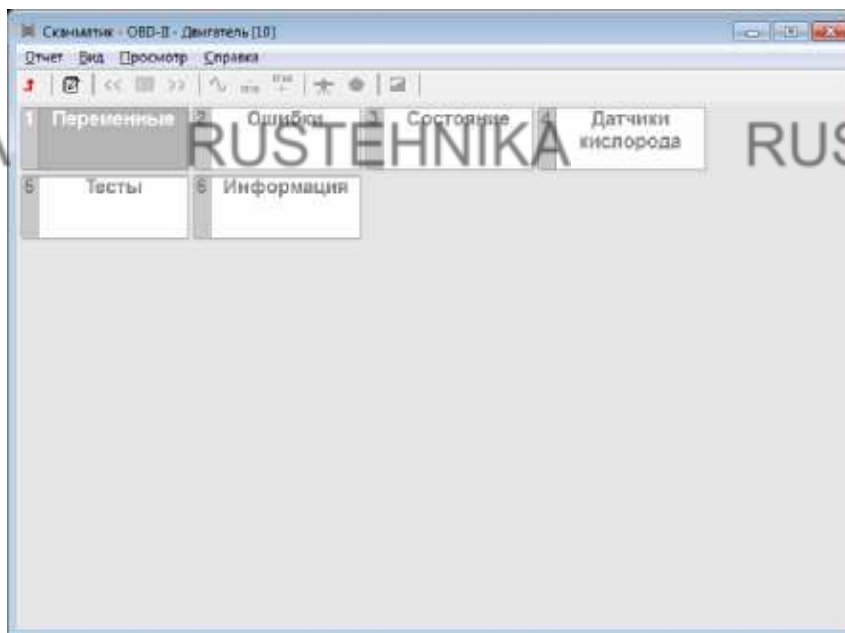 Сканматик - OBD-II - Двигатель [10]
Отчет Вид Просмотр Справка
1 Переменные 2 Ошибки 3 Состояние 4 Датчики
кислорода
RUSTEHNIKA RUS
5 Тесты 6 Информация